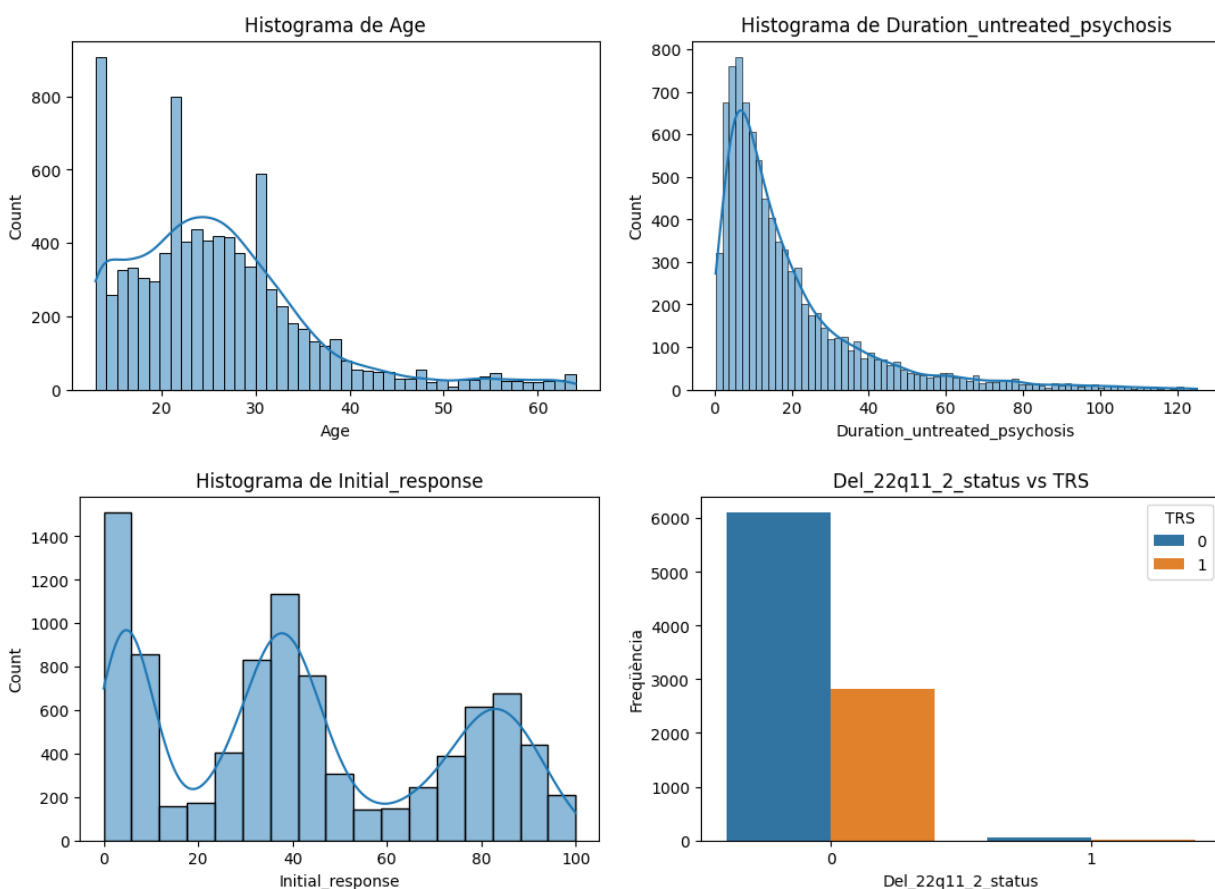 Histograma de Age
Count
800
600
400
200
0
20 30 40 50 60
Age
Histograma de Duration_untreated_psychosis
Count
800
700
600
500
400
300
200
100
0
0 20 40 60 80 100 120
Duration_untreated_psychosis
Histograma de Initial_response
Count
1400
1200
1000
800
600
400
200
0
0 20 40 60 80 100
Initial_response
Del_22q11_2_status vs TRS
Freqüència
6000
5000
4000
3000
2000
1000
0
TRS
0
1
0 1
Del_22q11_2_status